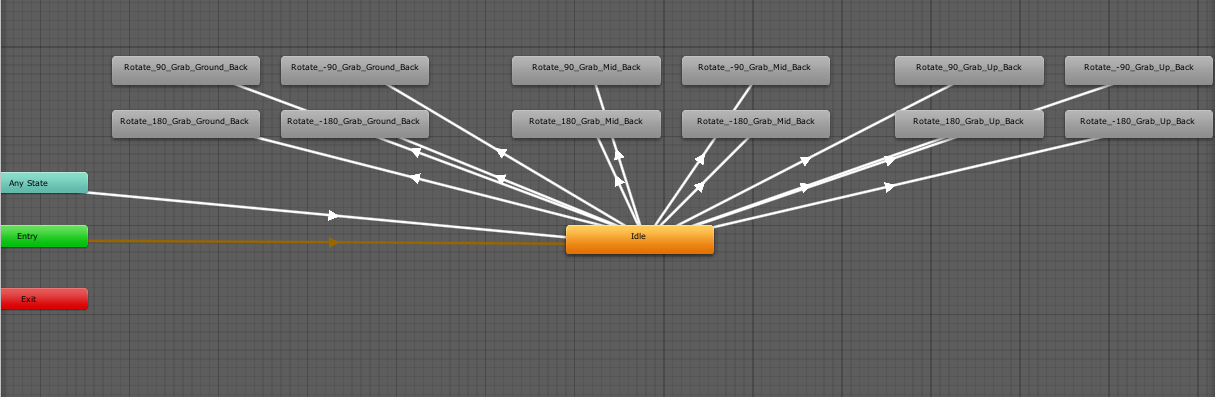 Rotate_90_Grab_Ground_Back
Rotate_-90_Grab_Ground_Back
Rotate_90_Grab_Mid_Back
Rotate_-90_Grab_Mid_Back
Rotate_90_Grab_Up_Back
Rotate_-90_Grab_Up_Back
Rotate_180_Grab_Ground_Back
Rotate_-180_Grab_Ground_Back
Rotate_180_Grab_Mid_Back
Rotate_-180_Grab_Mid_Back
Rotate_180_Grab_Up_Back
Rotate_-180_Grab_Up_Back
Any State
Entry
Idle
Exit